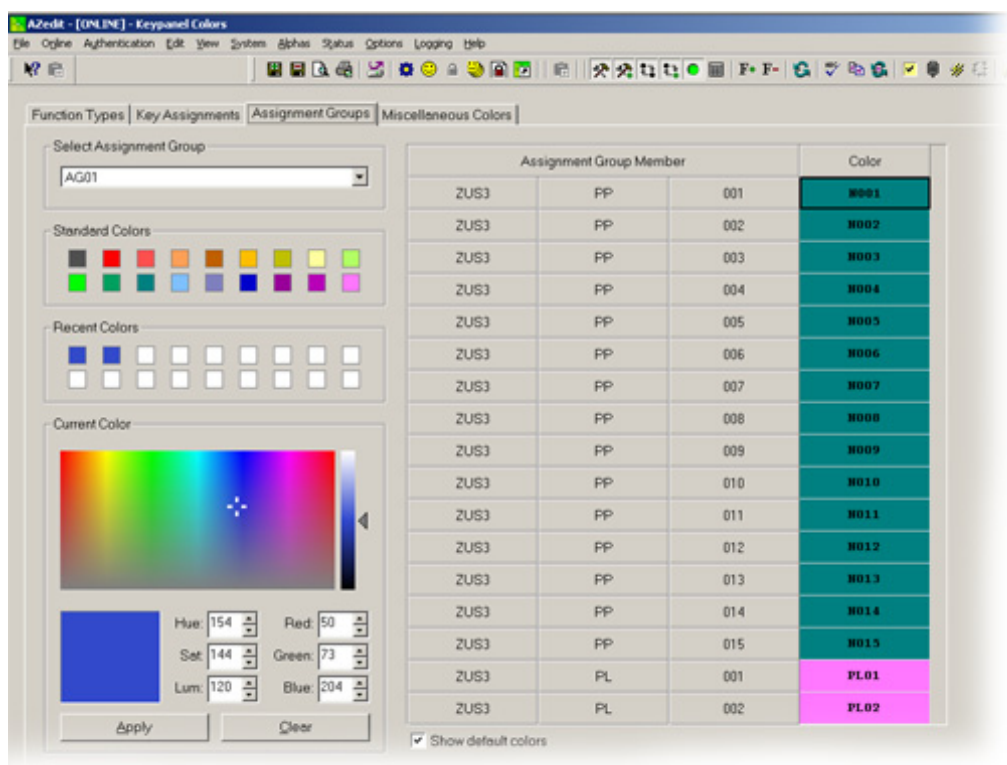 AZedit - [ONLINE] - Keypanel Colors
File Online Authentication Edit View System Alphas Status Options Logging Help
F+ F-
Function Types Key Assignments Assignment Groups Miscellaneous Colors
Select Assignment Group
AG01
Standard Colors
Recent Colors
Current Color
Hue: 154 Red: 50
Sat: 144 Green: 73
Lum: 120 Blue: 204
Apply Clear
Assignment Group Member Color
ZUS3 PP 001 N001
ZUS3 PP 002 N002
ZUS3 PP 003 N003
ZUS3 PP 004 N004
ZUS3 PP 005 N005
ZUS3 PP 006 N006
ZUS3 PP 007 N007
ZUS3 PP 008 N008
ZUS3 PP 009 N009
ZUS3 PP 010 N010
ZUS3 PP 011 N011
ZUS3 PP 012 N012
ZUS3 PP 013 N013
ZUS3 PP 014 N014
ZUS3 PP 015 N015
ZUS3 PL 001 PL01
ZUS3 PL 002 PL02
Show default colors